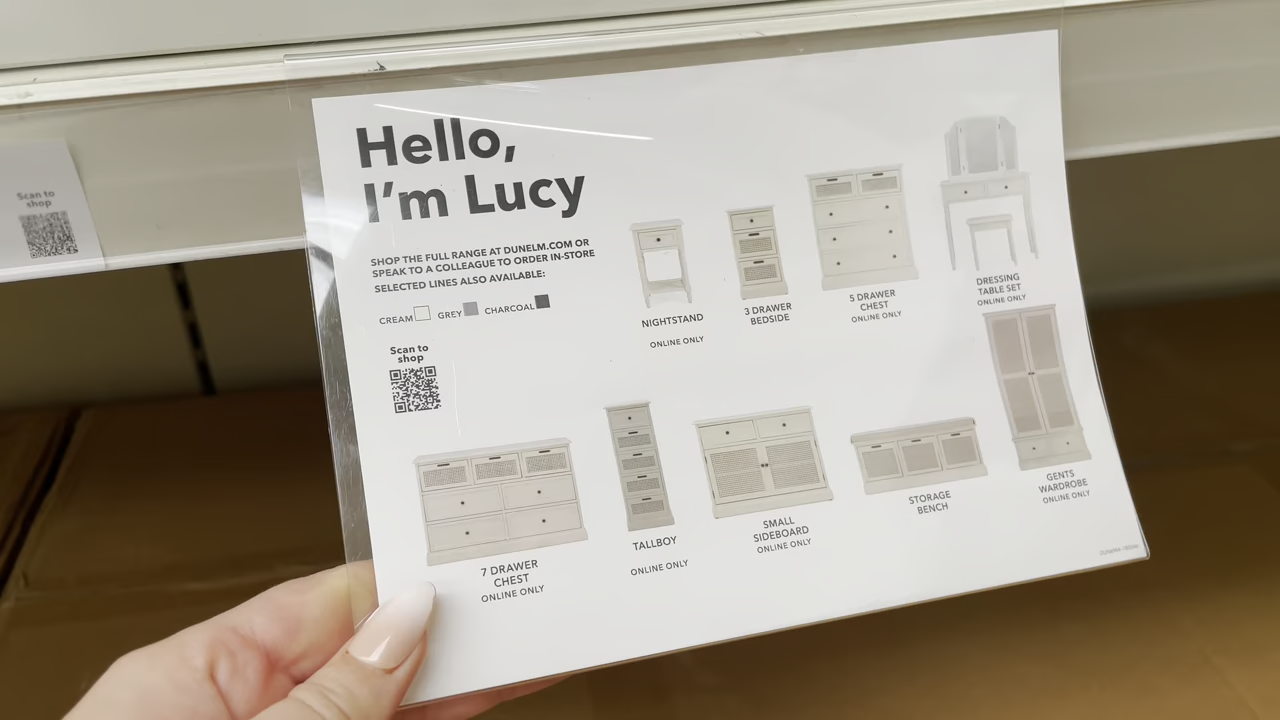 Hello,
I'm Lucy
SHOP THE FULL RANGE AT DUNELM.COM OR
SPEAK TO A COLLEAGUE TO ORDER IN-STORE
SELECTED LINES ALSO AVAILABLE:
CREAM GREY CHARCOAL
Scan to
shop
NIGHTSTAND
ONLINE ONLY
3 DRAWER
BEDSIDE
5 DRAWER
CHEST
ONLINE ONLY
DRESSING
TABLE SET
ONLINE ONLY
7 DRAWER
CHEST
ONLINE ONLY
TALLBOY
ONLINE ONLY
SMALL
SIDEBOARD
ONLINE ONLY
STORAGE
BENCH
GENTS
WARDROBE
ONLINE ONLY
Scan to
shop